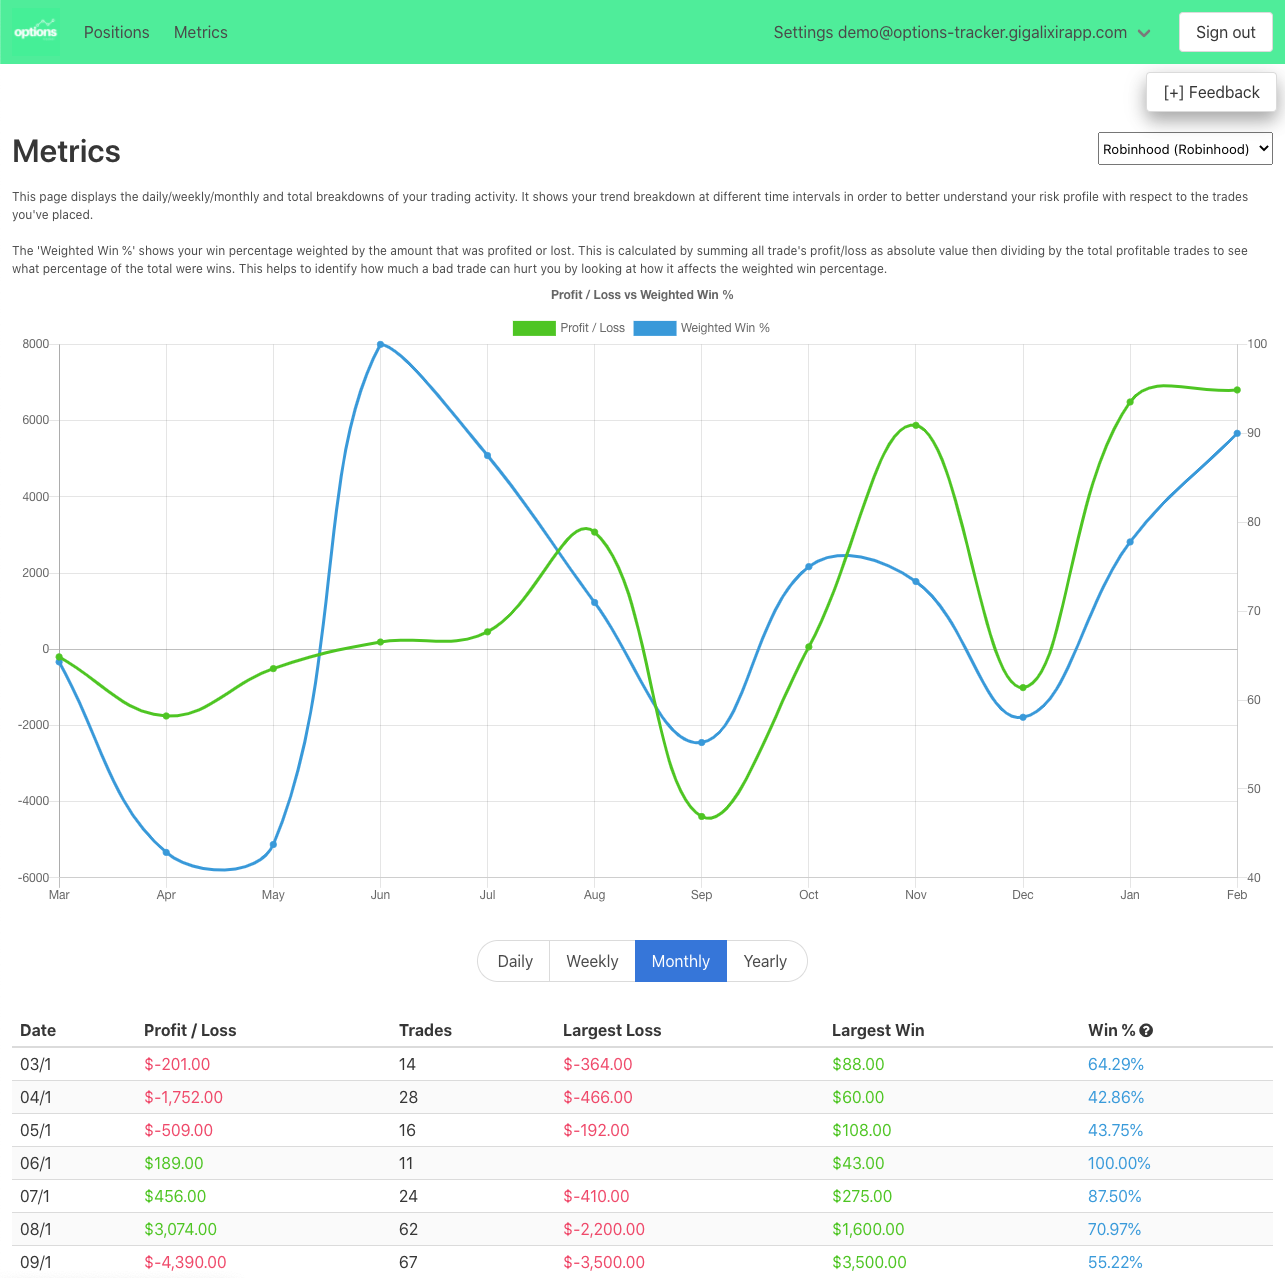 options
Positions
Metrics
Settings demo@options-tracker.gigalixirapp.com
Sign out
[+] Feedback
Metrics
Robinhood (Robinhood)
This page displays the daily/weekly/monthly and total breakdowns of your trading activity. It shows your trend breakdown at different time intervals in order to better understand your risk profile with respect to the trades
you've placed.
The 'Weighted Win %' shows your win percentage weighted by the amount that was profited or lost. This is calculated by summing all trade's profit/loss as absolute value then dividing by the total profitable trades to see
what percentage of the total were wins. This helps to identify how much a bad trade can hurt you by looking at how it affects the weighted win percentage.
Profit / Loss vs Weighted Win %
Profit / Loss Weighted Win %
8000 100
6000 90
4000 80
2000 70
0
-2000 60
-4000 50
-6000 40
Mar Apr May Jun Jul Aug Sep Oct Nov Dec Jan Feb
Daily Weekly Monthly Yearly
Date Profit / Loss Trades Largest Loss Largest Win Win % ?
03/1 $-201.00 14 $-364.00 $88.00 64.29%
04/1 $-1,752.00 28 $-466.00 $60.00 42.86%
05/1 $-509.00 16 $-192.00 $108.00 43.75%
06/1 $189.00 11 $43.00 100.00%
07/1 $456.00 24 $-410.00 $275.00 87.50%
08/1 $3,074.00 62 $-2,200.00 $1,600.00 70.97%
09/1 $-4,390.00 67 $-3,500.00 $3,500.00 55.22%